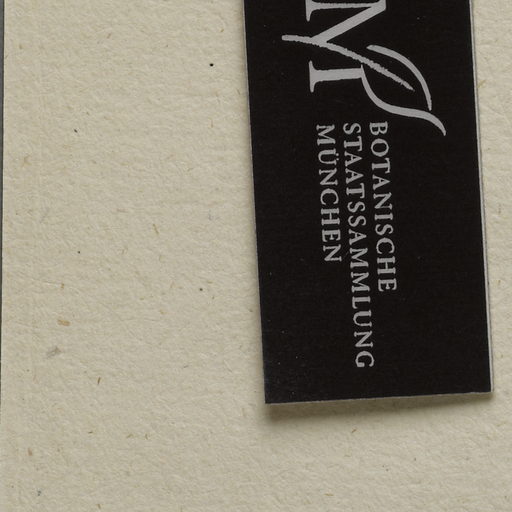 M
BOTANISCHE
STAATSSAMMLUNG
MÜNCHEN